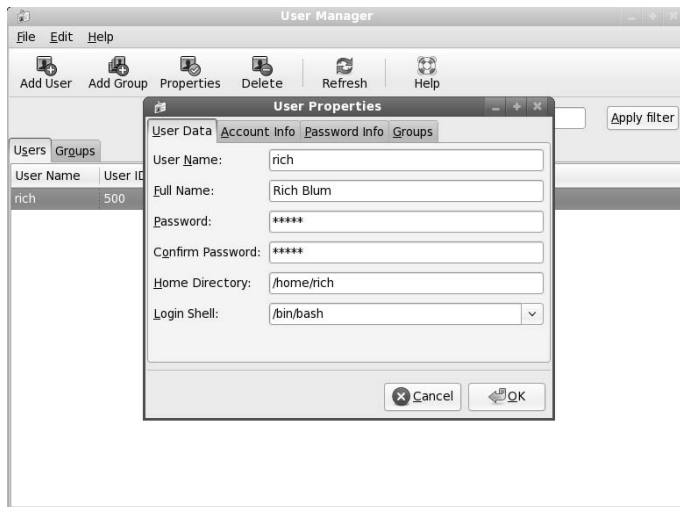 User Manager
File Edit Help
Add User Add Group Properties Delete Refresh Help
Apply filter
Users Groups
User Name User ID
rich 500
User Properties
User Data Account Info Password Info Groups
User Name: rich
Full Name: Rich Blum
Password: *****
Confirm Password: *****
Home Directory: /home/rich
Login Shell: /bin/bash
Cancel OK